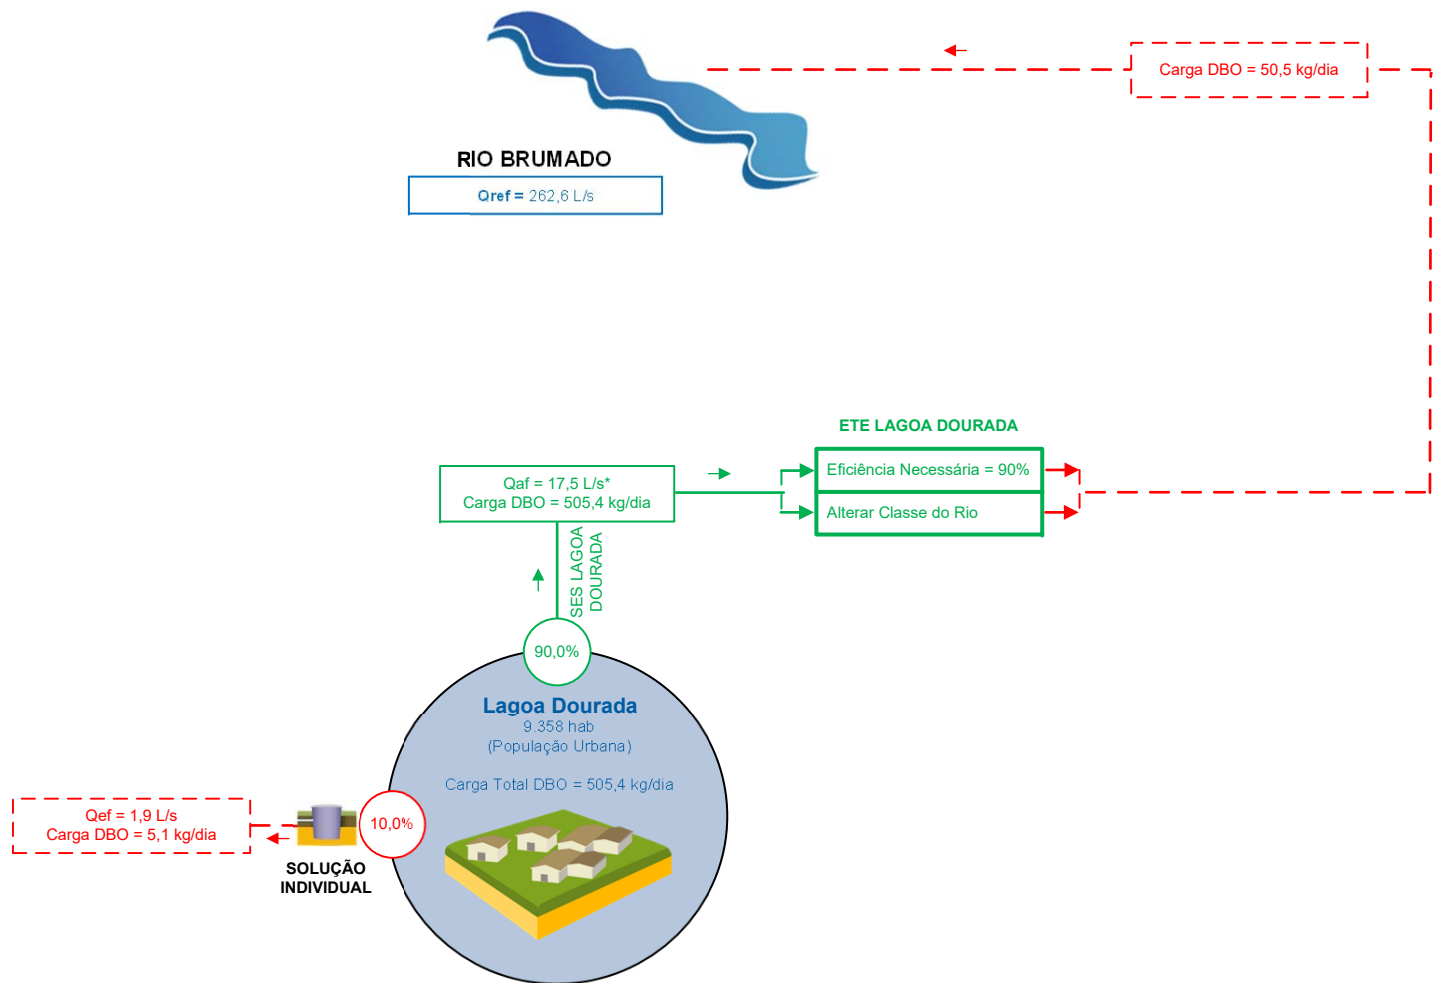 Carga DBO = 50,5 kg/dia
RIO BRUMADO
Qref = 262,6 L/s
ETE LAGOA DOURADA
Eficiência Necessária = 90%
Alterar Classe do Rio
Qaf = 17,5 L/s*
Carga DBO = 505,4 kg/dia
SES LAGOA
DOURADA
90,0%
Lagoa Dourada
9.358 hab
(População Urbana)
Carga Total DBO = 505,4 kg/dia
10,0%
Qef = 1,9 L/s
Carga DBO = 5,1 kg/dia
SOLUÇÃO
INDIVIDUAL